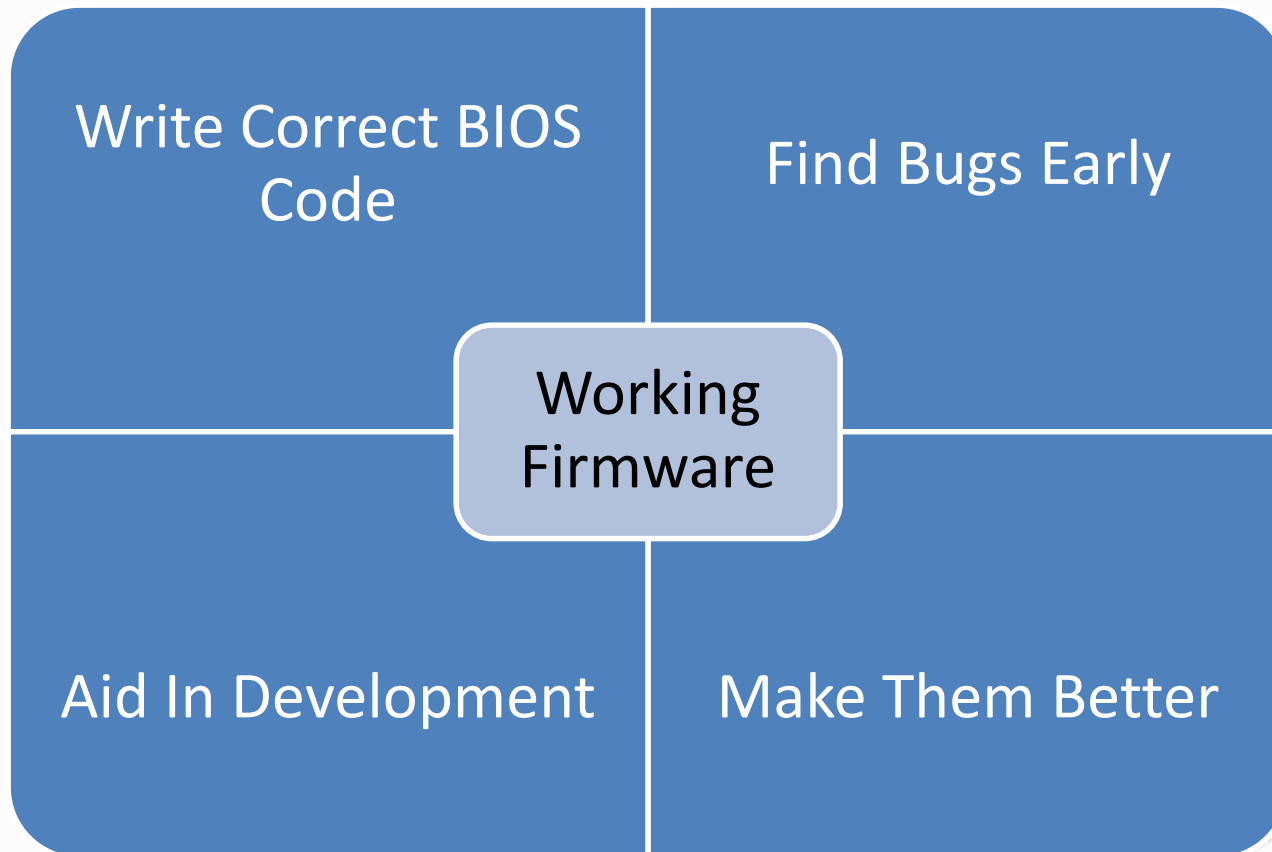 Write Correct BIOS
Code
Find Bugs Early
Working
Firmware
Aid In Development
Make Them Better